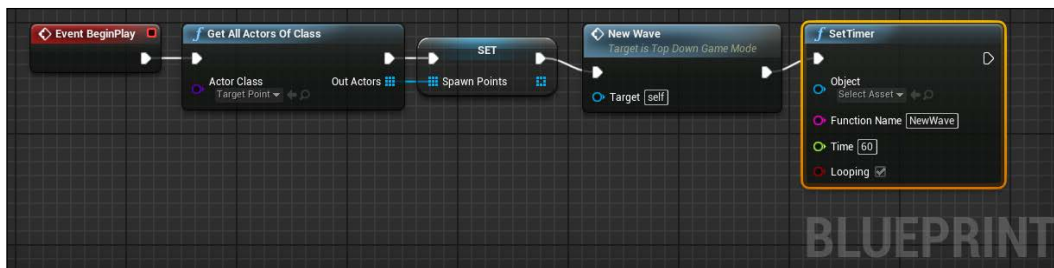 Event BeginPlay
Get All Actors Of Class
Actor Class
Target Point
Out Actors
SET
Spawn Points
New Wave
Target is Top Down Game Mode
Target self
SetTimer
Object
Select Asset
Function Name NewWave
Time 60
Looping
BLUEPRINT